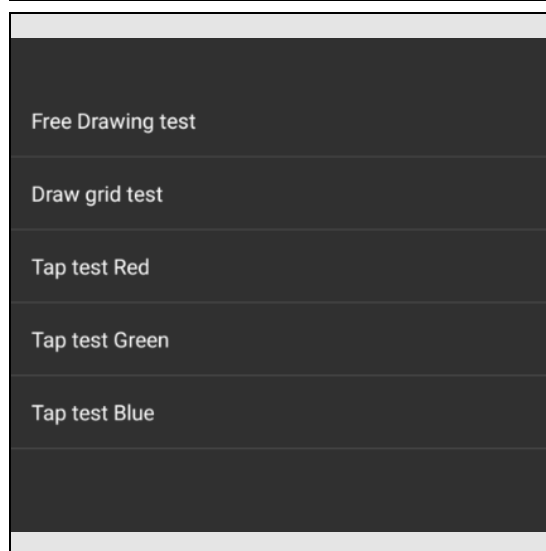 Free Drawing test
Draw grid test
Tap test Red
Tap test Green
Tap test Blue